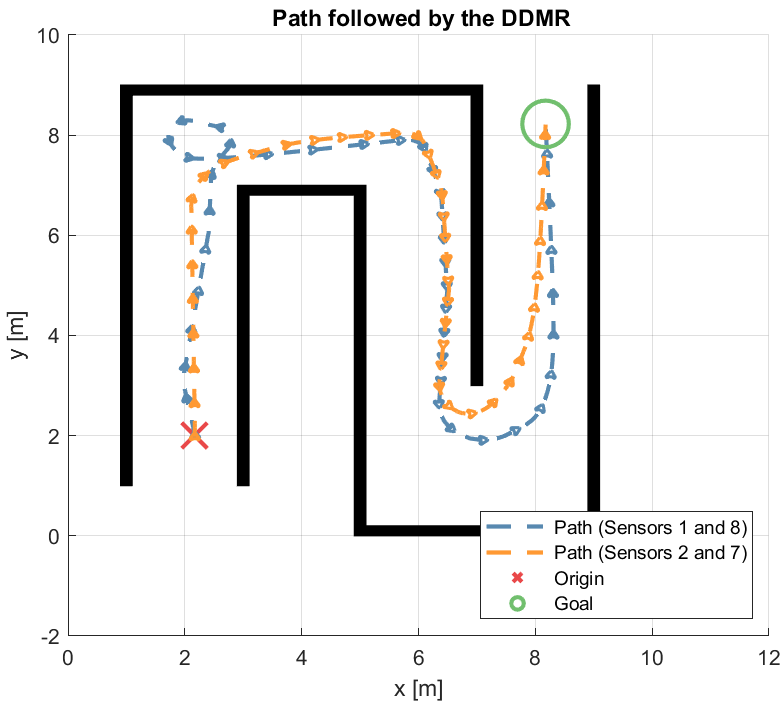 Path followed by the DDMR
10
8
6
4
2
0
-2
y [m]
0
2
4
6
8
10
12
x [m]
Path (Sensors 1 and 8)
Path (Sensors 2 and 7)
Origin
Goal